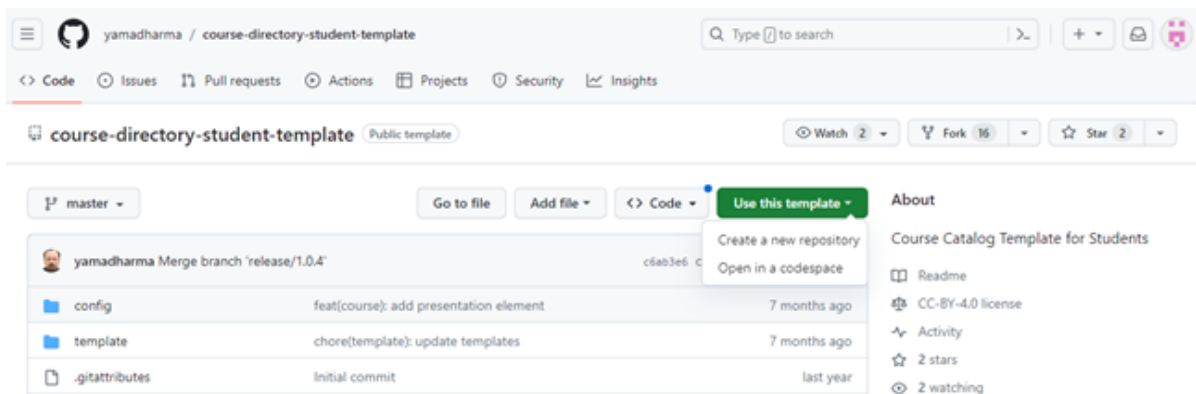 yamadharma / course-directory-student-template
Type / to search
Code Issues Pull requests Actions Projects Security Insights
course-directory-student-template Public template
Watch 2 Fork 16 Star 2
master Go to file Add file <> Code Use this template
About
Create a new repository
Open in a codespace
Course Catalog Template for Students
yamadharma Merge branch 'release/1.0.4' c6ab3e6
Readme
config feat(course): add presentation element 7 months ago
CC-BY-4.0 license
Activity
template chore(template): update templates 7 months ago
2 stars
.gitattributes Initial commit last year
2 watching